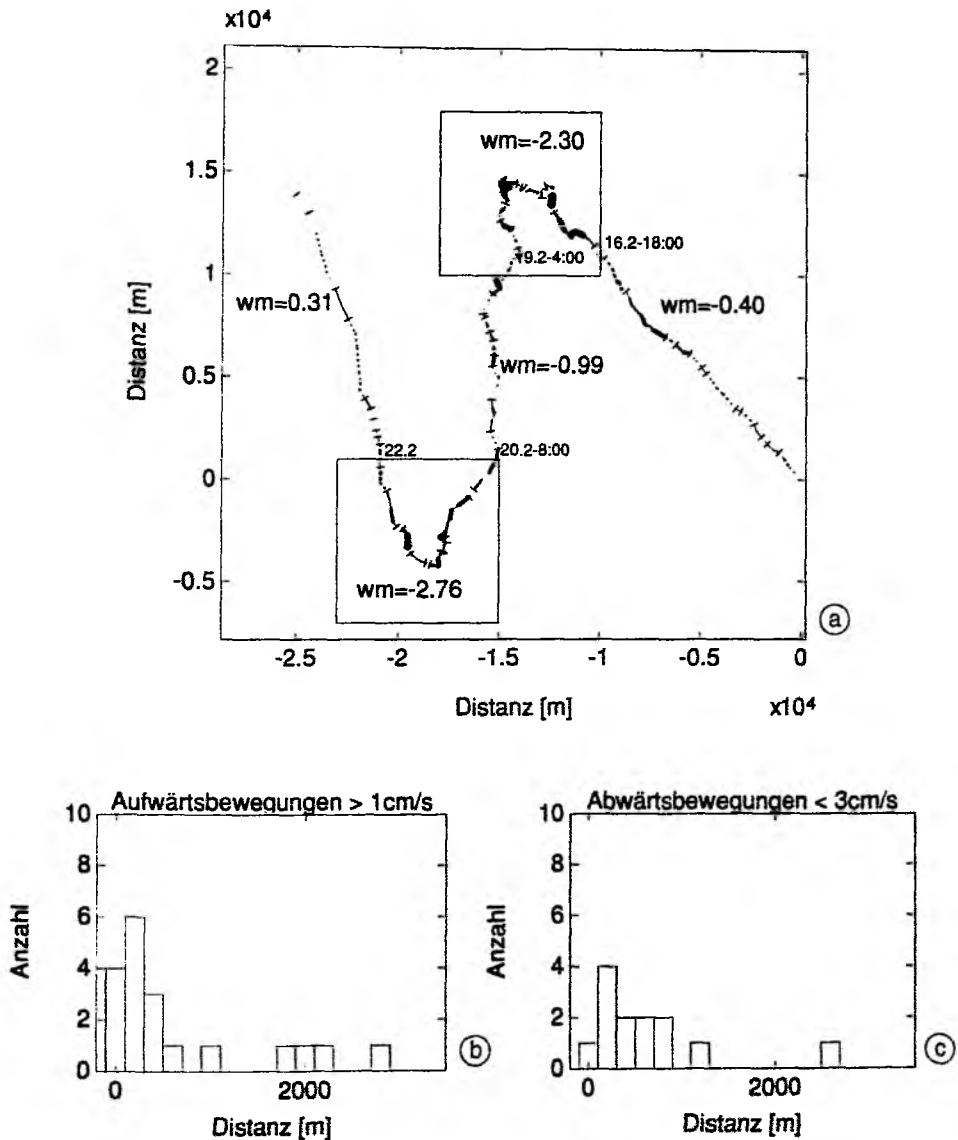 x10⁴
2
1.5
1
0.5
0
-0.5
Distanz [m]
wm=-2.30
16.2-18:00
19.2-4:00
wm=0.31
wm=-0.40
wm=-0.99
22.2
20.2-8:00
wm=-2.76
a
-2.5
-2
-1.5
-1
-0.5
0
Distanz [m]
x10⁴
Aufwärtsbewegungen > 1cm/s
10
8
6
4
2
0
Anzahl
0
2000
Distanz [m]
b
Abwärtsbewegungen < 3cm/s
10
8
6
4
2
0
Anzahl
0
2000
Distanz [m]
c